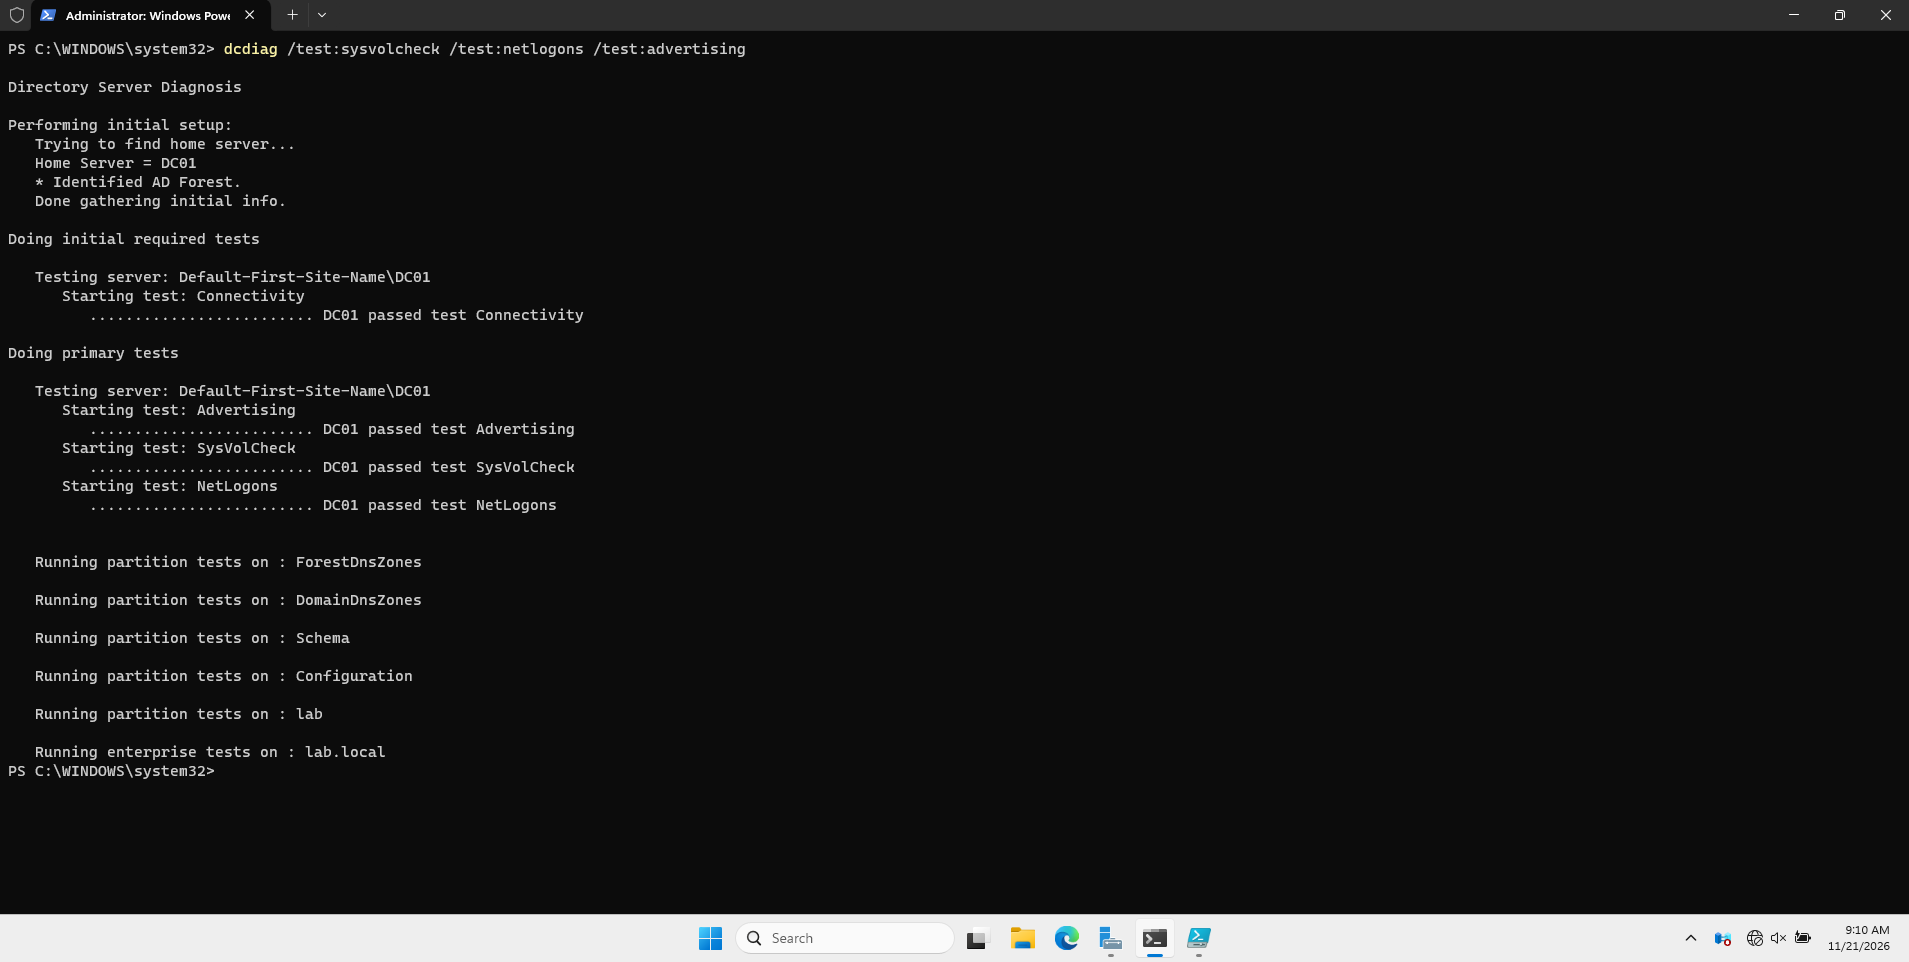 Administrator: Windows Powe
PS C:\WINDOWS\system32> dcdiag /test:sysvolcheck /test:netlogons /test:advertising
Directory Server Diagnosis
Performing initial setup:
Trying to find home server...
Home Server = DC01
* Identified AD Forest.
Done gathering initial info.
Doing initial required tests
Testing server: Default-First-Site-Name\DC01
Starting test: Connectivity
......................... DC01 passed test Connectivity
Doing primary tests
Testing server: Default-First-Site-Name\DC01
Starting test: Advertising
......................... DC01 passed test Advertising
Starting test: SysVolCheck
......................... DC01 passed test SysVolCheck
Starting test: NetLogons
......................... DC01 passed test NetLogons
Running partition tests on : ForestDnsZones
Running partition tests on : DomainDnsZones
Running partition tests on : Schema
Running partition tests on : Configuration
Running partition tests on : lab
Running enterprise tests on : lab.local
PS C:\WINDOWS\system32>
Search
9:10 AM
11/21/2026